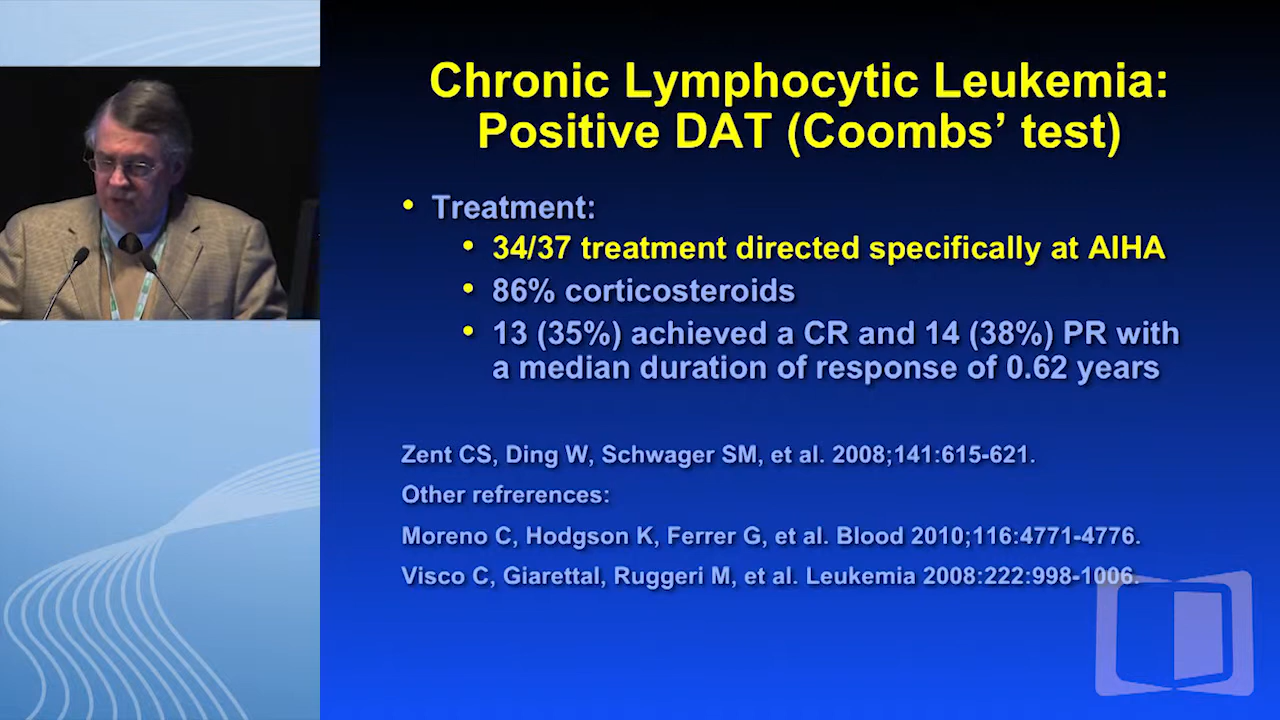 Chronic Lymphocytic Leukemia:
Positive DAT (Coombs’ test)
• Treatment:
• 34/37 treatment directed specifically at AIHA
• 86% corticosteroids
• 13 (35%) achieved a CR and 14 (38%) PR with
a median duration of response of 0.62 years
Zent CS, Ding W, Schwager SM, et al. 2008;141:615-621.
Other refrerences:
Moreno C, Hodgson K, Ferrer G, et al. Blood 2010;116:4771-4776.
Visco C, Giarettal, Ruggeri M, et al. Leukemia 2008:222:998-1006.